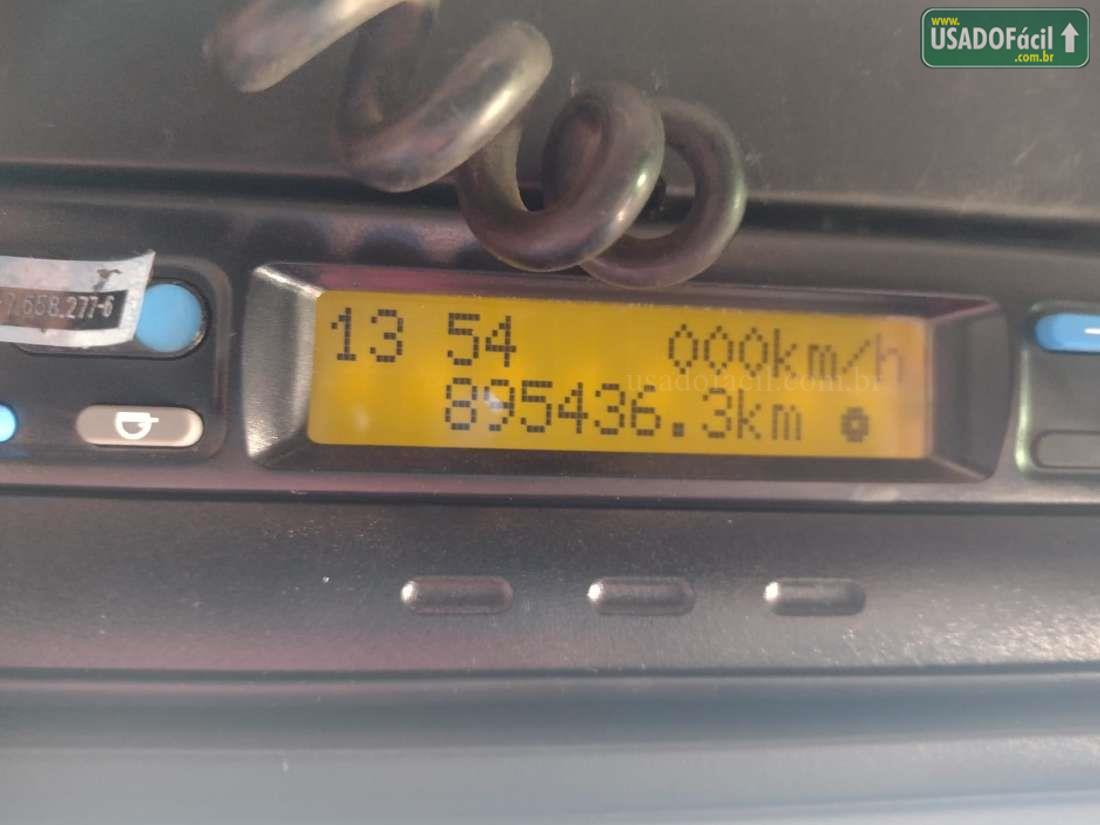 www.
USADOFácil
.com.br
7.658.277-6
13 54 000km/h
usadofacil.com.br
895436.3km